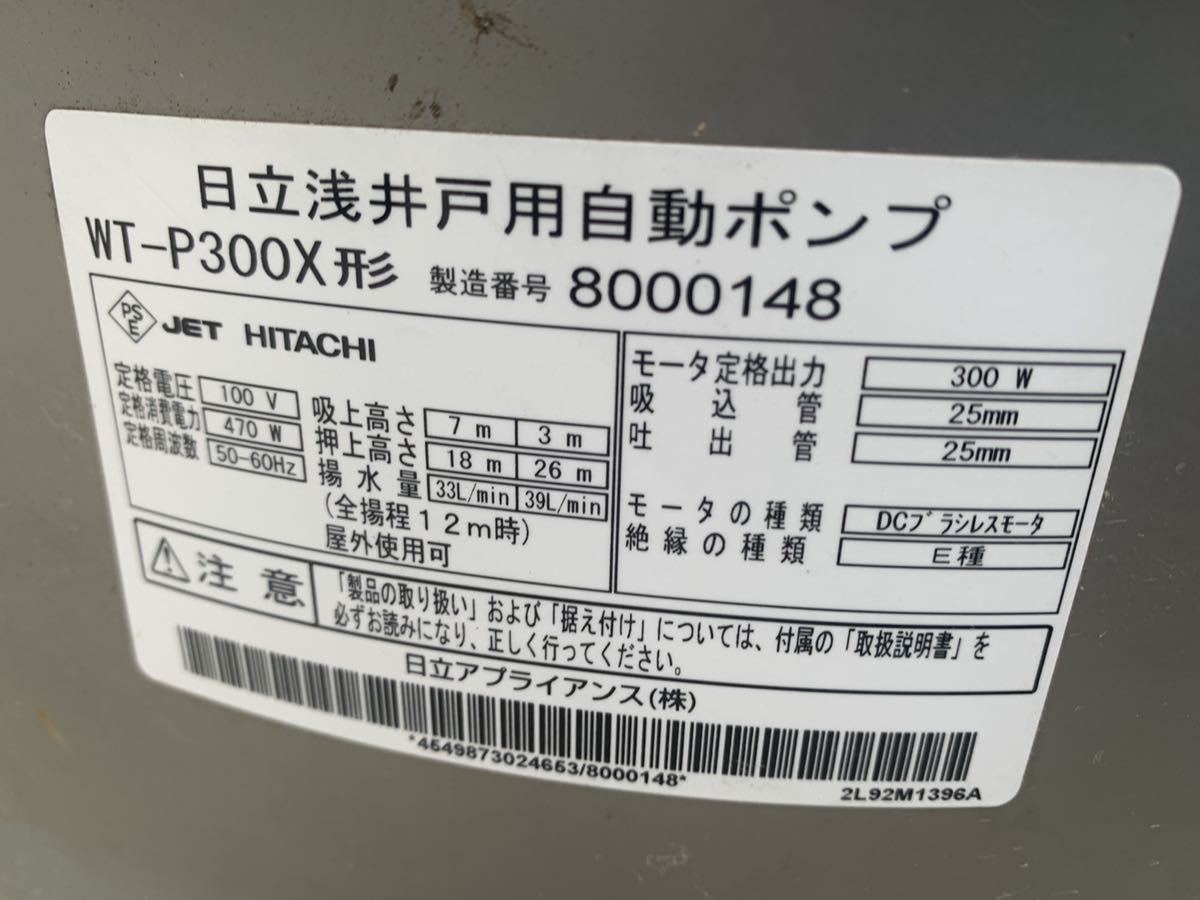 日立浅井戸用自動ポンプ
WT-P300X形 製造番号 8000148
PSE JET HITACHI
定格電圧 100 V
定格消費電力 470 W
定格周波数 50-60Hz
吸上高さ 7 m 3 m
押上高さ 18 m 26 m
揚水量 33L/min 39L/min
(全揚程12m時)
屋外使用可
モータ定格出力 300 W
吸込管 25mm
吐出管 25mm
モータの種類 DCブラシレスモータ
絶縁の種類 E種
注意
「製品の取り扱い」および「据え付け」については、付属の「取扱説明書」を
必ずお読みになり、正しく行ってください。
日立アプライアンス(株)
*4549873024653/8000148*
2L92M1396A